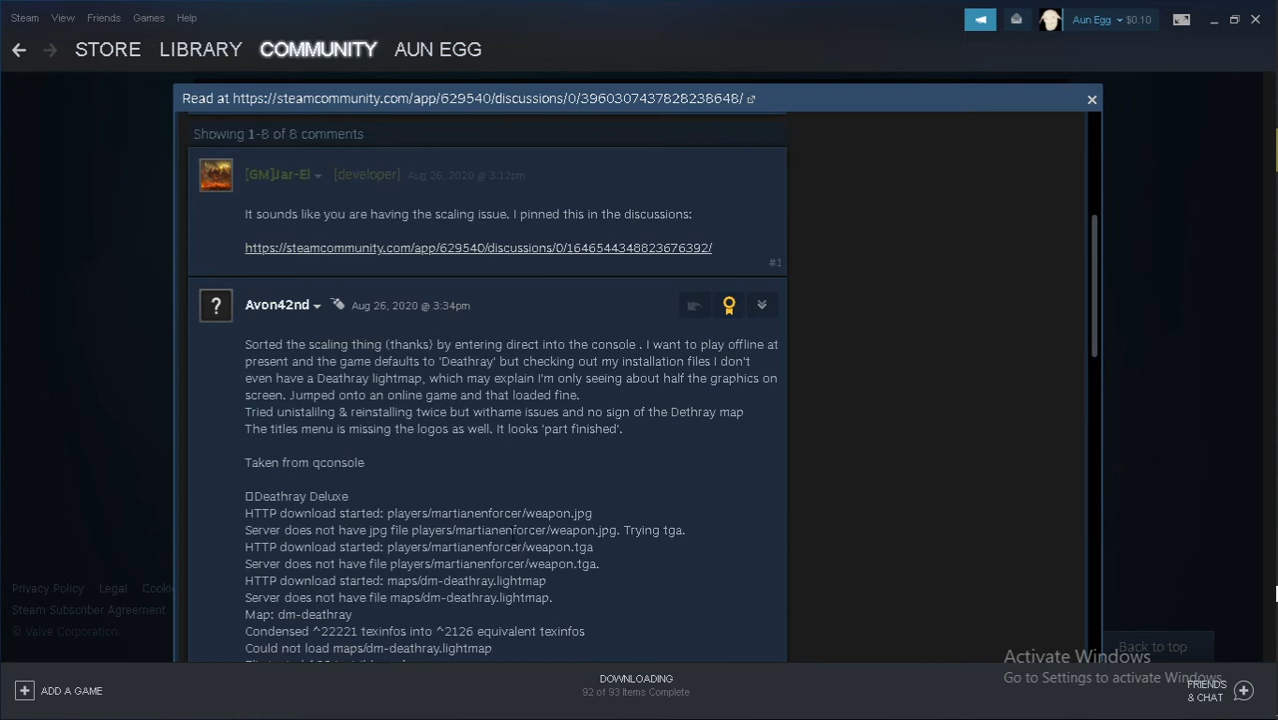 Steam View Friends Games Help
Aun Egg $0.10
STORE LIBRARY COMMUNITY AUN EGG
Read at https://steamcommunity.com/app/629540/discussions/0/3960307437828238648/
Showing 1-8 of 8 comments
[GM]Jar-El [developer] Aug 26, 2020 @ 3:12pm
It sounds like you are having the scaling issue. I pinned this in the discussions:
https://steamcommunity.com/app/629540/discussions/0/1646544348823676392/
#1
? Avon42nd Aug 26, 2020 @ 3:34pm
Sorted the scaling thing (thanks) by entering direct into the console . I want to play offline at
present and the game defaults to 'Deathray' but checking out my installation files I don't
even have a Deathray lightmap, which may explain I'm only seeing about half the graphics on
screen. Jumped onto an online game and that loaded fine.
Tried unistalilng & reinstalling twice but withame issues and no sign of the Dethray map
The titles menu is missing the logos as well. It looks 'part finished'.
Taken from qconsole
Deathray Deluxe
HTTP download started: players/martianenforcer/weapon.jpg
Server does not have jpg file players/martianenforcer/weapon.jpg. Trying tga.
HTTP download started: players/martianenforcer/weapon.tga
Server does not have file players/martianenforcer/weapon.tga.
HTTP download started: maps/dm-deathray.lightmap
Server does not have file maps/dm-deathray.lightmap.
Map: dm-deathray
Condensed ^22221 texinfos into ^2126 equivalent texinfos
Could not load maps/dm-deathray.lightmap
Privacy Policy Legal
Steam Subscriber Agreement
© Valve Corporation.
Back to top
Activate Windows
Go to Settings to activate Windows.
ADD A GAME
DOWNLOADING
92 of 93 Items Complete
FRIENDS
& CHAT